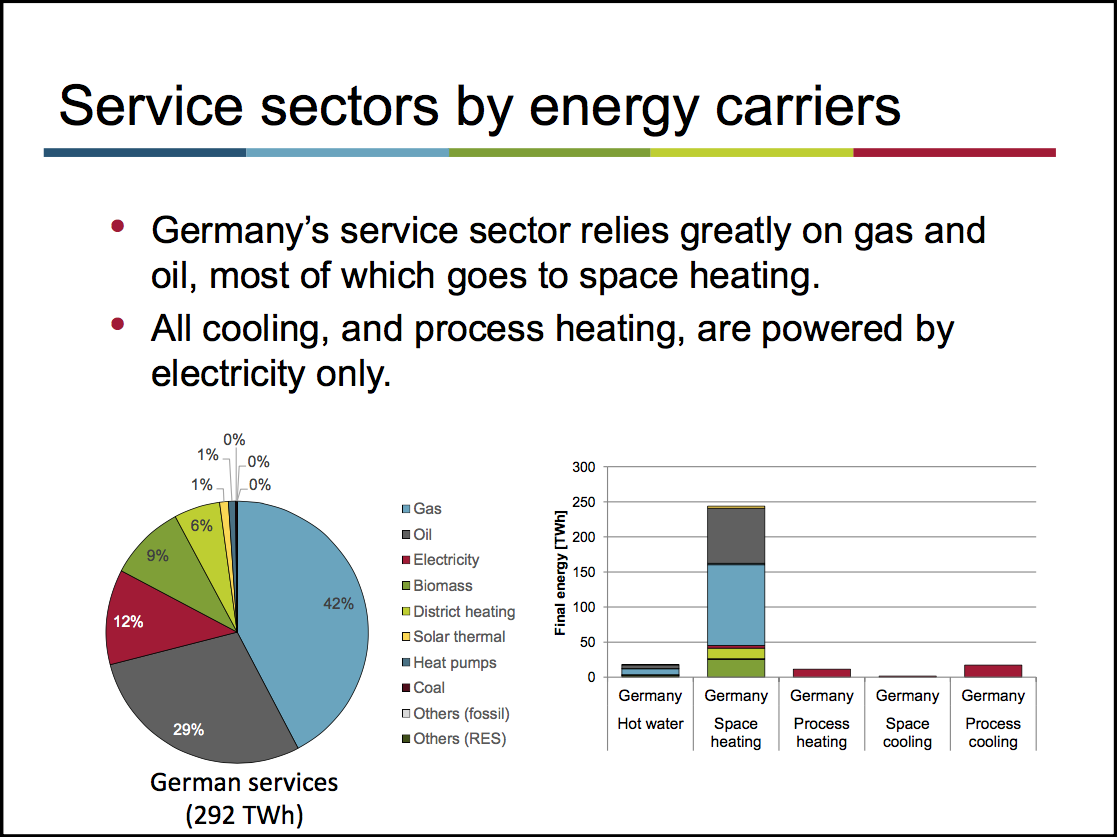 Service sectors by energy carriers
• Germany's service sector relies greatly on gas and
oil, most of which goes to space heating.
• All cooling, and process heating, are powered by
electricity only.
0%
1%
0%
1%
0%
6%
9%
12%
29%
42%
Gas
Oil
Electricity
Biomass
District heating
Solar thermal
Heat pumps
Coal
Others (fossil)
Others (RES)
German services
(292 TWh)
Final energy [TWh]
300
250
200
150
100
50
0
Germany Germany Germany Germany Germany
Hot water Space Process Space Process
heating heating cooling cooling